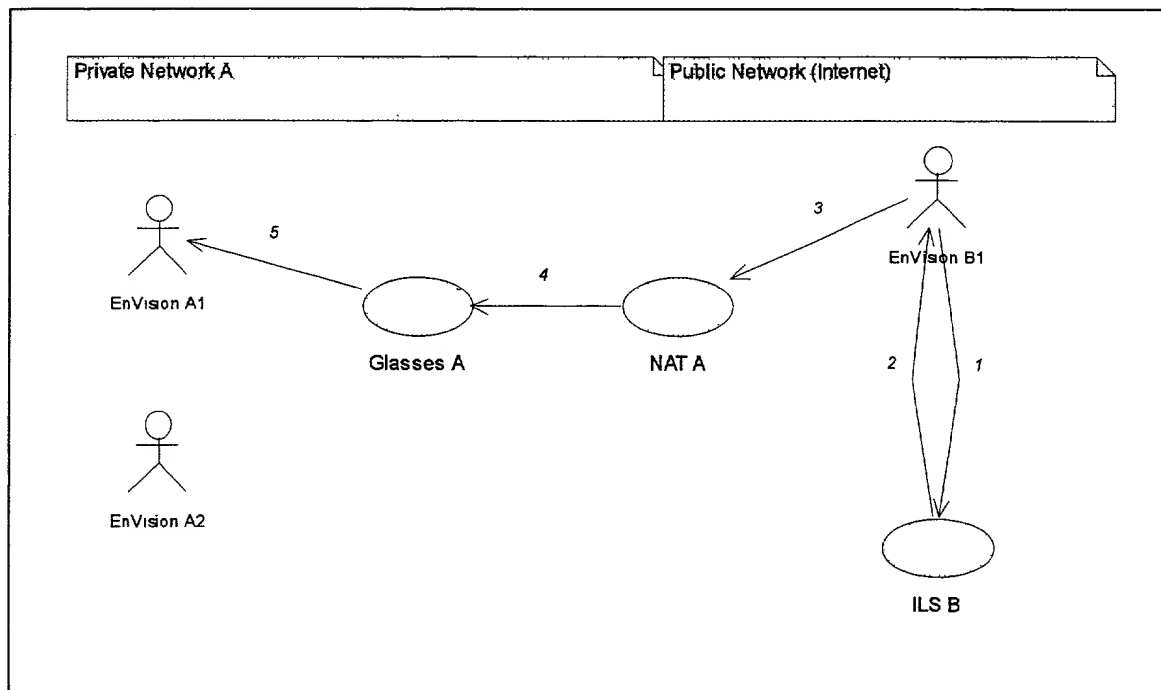 Private Network A
Public Network (Internet)
3
5
EnVision B1
4
EnVision A1
Glasses A
NAT A
2
1
EnVision A2
ILS B